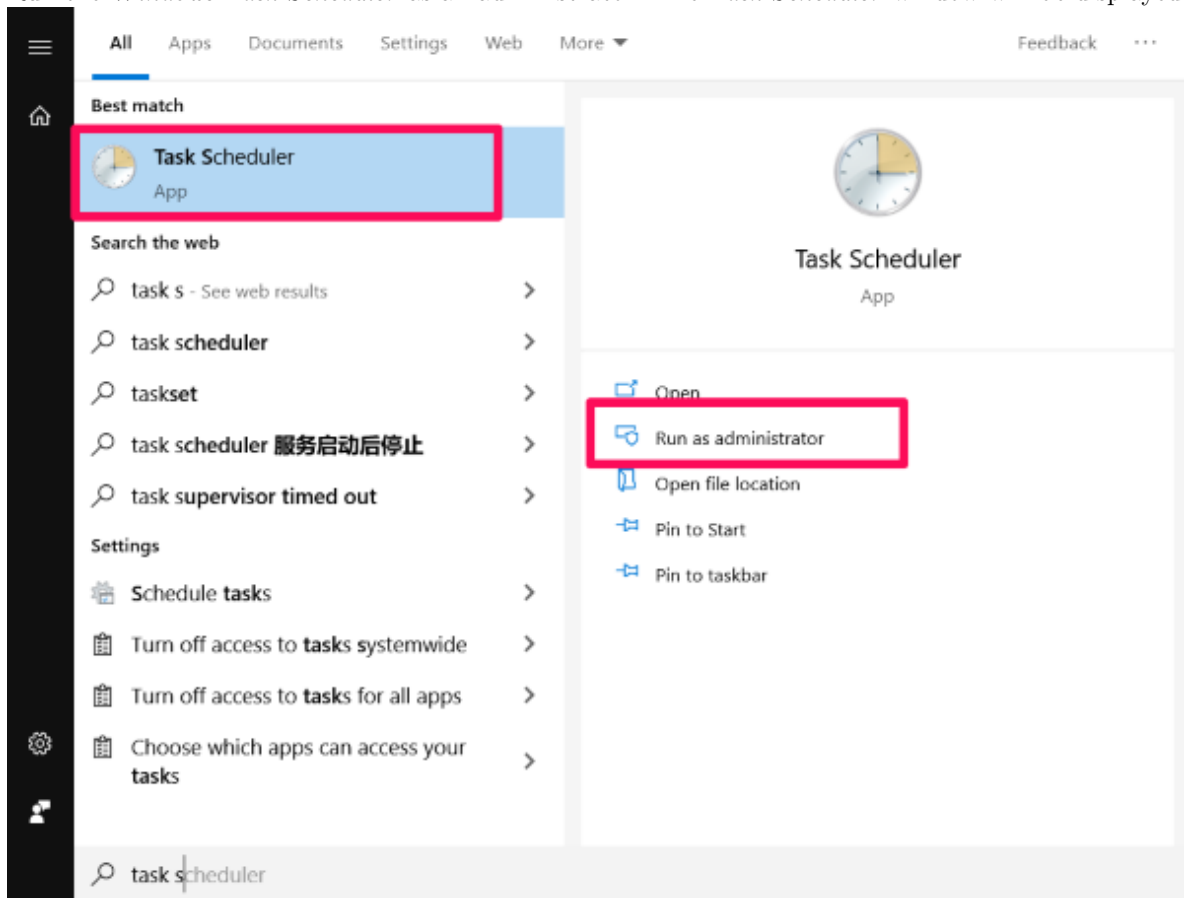 All Apps Documents Settings Web More Feedback ...
Best match
Task Scheduler
App
Search the web
task s - See web results
task scheduler
taskset
task scheduler 服务启动后停止
task supervisor timed out
Settings
Schedule tasks
Turn off access to tasks systemwide
Turn off access to tasks for all apps
Choose which apps can access your
tasks
Task Scheduler
App
Open
Run as administrator
Open file location
Pin to Start
Pin to taskbar
task scheduler